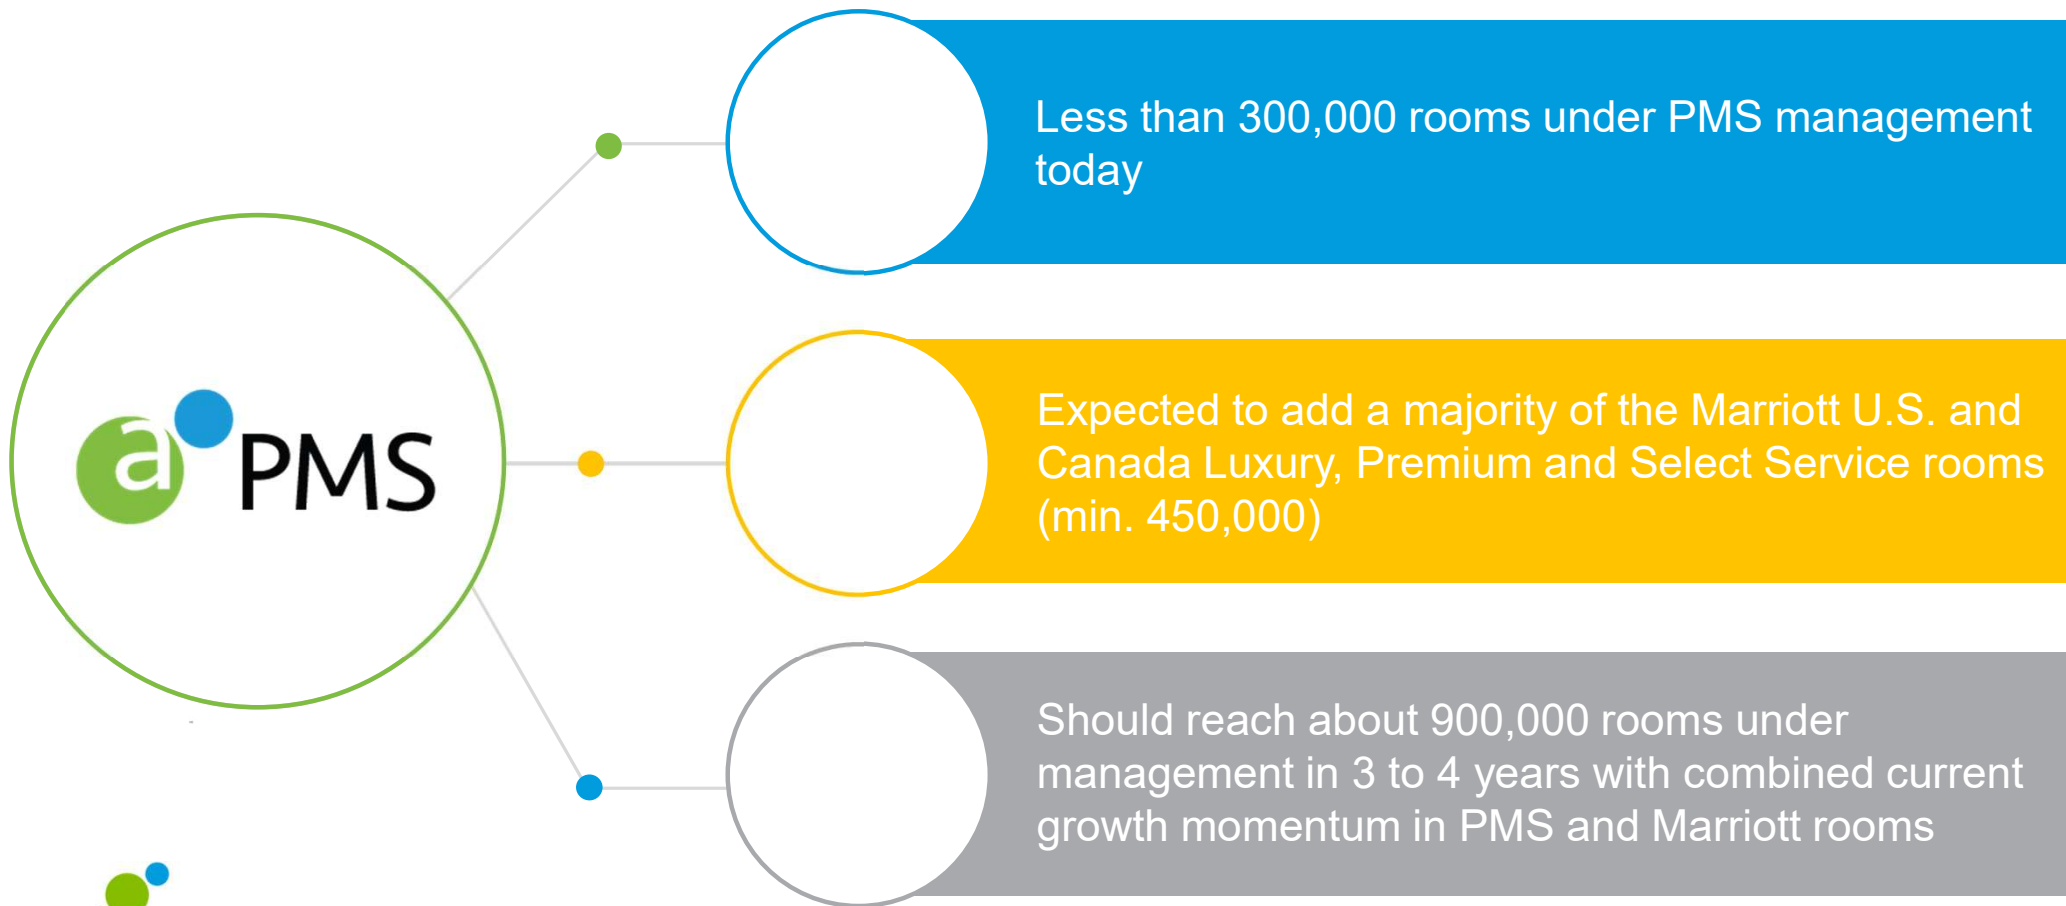 a PMS
Less than 300,000 rooms under PMS management
today
Expected to add a majority of the Marriott U.S. and
Canada Luxury, Premium and Select Service rooms
(min. 450,000)
Should reach about 900,000 rooms under
management in 3 to 4 years with combined current
growth momentum in PMS and Marriott rooms